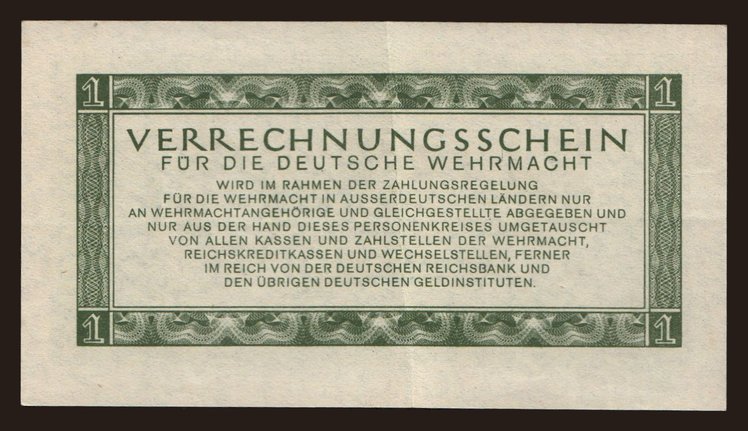 1 1
VERRECHNUNGSSCHEIN
FÜR DIE DEUTSCHE WEHRMACHT
WIRD IM RAHMEN DER ZAHLUNGSREGELUNG
FÜR DIE WEHRMACHT IN AUSSERDEUTSCHEN LÄNDERN NUR
AN WEHRMACHTANGEHÖRIGE UND GLEICHGESTELLTE ABGEGEBEN UND
NUR AUS DER HAND DIESES PERSONENKREISES UMGETAUSCHT
VON ALLEN KASSEN UND ZAHLSTELLEN DER WEHRMACHT,
REICHSKREDITKASSEN UND WECHSELSTELLEN, FERNER
IM REICH VON DER DEUTSCHEN REICHSBANK UND
DEN ÜBRIGEN DEUTSCHEN GELDINSTITUTEN.
1 1